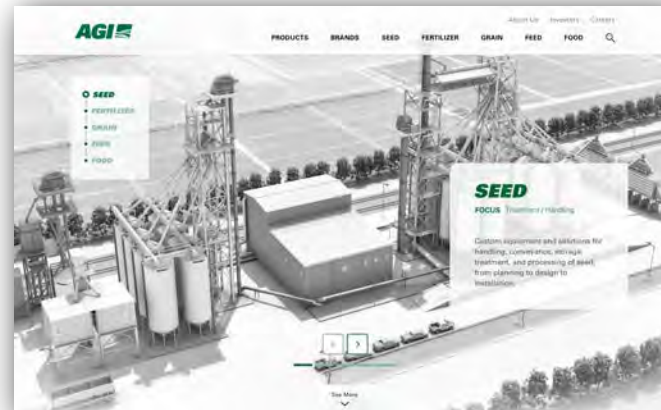 About Us Investors Careers
AGI
PRODUCTS BRANDS SEED FERTILIZER GRAIN FEED FOOD
SEED
FERTILIZER
GRAIN
FEED
FOOD
SEED
FOCUS Treatment / Handling
Custom equipment and solutions for
handling, conveyance, storage,
treatment, and processing of seed,
from planning to design to
installation.
See More